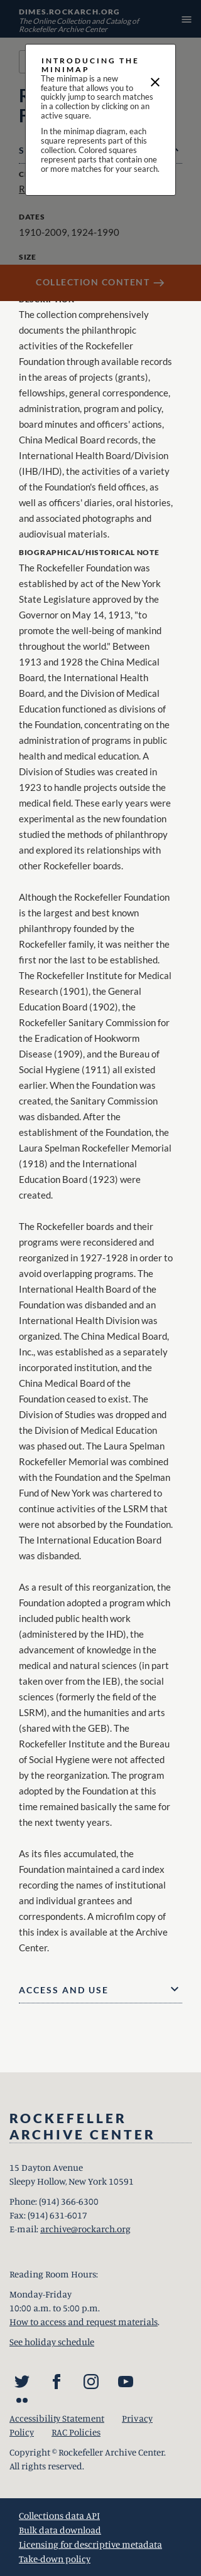 DIMES.ROCKARCH.ORG
The Online Collection and Catalog of
Rockefeller Archive Center
INTRODUCING THE
MINIMAP
The minimap is a new
feature that allows you to
quickly jump to search matches
in a collection by clicking on an
active square.
In the minimap diagram, each
square represents part of this
collection. Colored squares
represent parts that contain one
or more matches for your search.
DATES
1910-2009, 1924-1990
SIZE
COLLECTION CONTENT →
DESCRIPTION
The collection comprehensively
documents the philanthropic
activities of the Rockefeller
Foundation through available records
in the areas of projects (grants),
fellowships, general correspondence,
administration, program and policy,
board minutes and officers' actions,
China Medical Board records, the
International Health Board/Division
(IHB/IHD), the activities of a variety
of the Foundation's field offices, as
well as officers' diaries, oral histories,
and associated photographs and
audiovisual materials.
BIOGRAPHICAL/HISTORICAL NOTE
The Rockefeller Foundation was
established by act of the New York
State Legislature approved by the
Governor on May 14, 1913, "to
promote the well-being of mankind
throughout the world." Between
1913 and 1928 the China Medical
Board, the International Health
Board, and the Division of Medical
Education functioned as divisions of
the Foundation, concentrating on the
administration of programs in public
health and medical education. A
Division of Studies was created in
1923 to handle projects outside the
medical field. These early years were
experimental as the new foundation
studied the methods of philanthropy
and explored its relationships with
other Rockefeller boards.
Although the Rockefeller Foundation
is the largest and best known
philanthropy founded by the
Rockefeller family, it was neither the
first nor the last to be established.
The Rockefeller Institute for Medical
Research (1901), the General
Education Board (1902), the
Rockefeller Sanitary Commission for
the Eradication of Hookworm
Disease (1909), and the Bureau of
Social Hygiene (1911) all existed
earlier. When the Foundation was
created, the Sanitary Commission
was disbanded. After the
establishment of the Foundation, the
Laura Spelman Rockefeller Memorial
(1918) and the International
Education Board (1923) were
created.
The Rockefeller boards and their
programs were reconsidered and
reorganized in 1927-1928 in order to
avoid overlapping programs. The
International Health Board of the
Foundation was disbanded and an
International Health Division was
organized. The China Medical Board,
Inc., was established as a separately
incorporated institution, and the
China Medical Board of the
Foundation ceased to exist. The
Division of Studies was dropped and
the Division of Medical Education
was phased out. The Laura Spelman
Rockefeller Memorial was combined
with the Foundation and the Spelman
Fund of New York was chartered to
continue activities of the LSRM that
were not absorbed by the Foundation.
The International Education Board
was disbanded.
As a result of this reorganization, the
Foundation adopted a program which
included public health work
(administered by the IHD), the
advancement of knowledge in the
medical and natural sciences (in part
taken over from the IEB), the social
sciences (formerly the field of the
LSRM), and the humanities and arts
(shared with the GEB). The
Rockefeller Institute and the Bureau
of Social Hygiene were not affected
by the reorganization. The program
adopted by the Foundation at this
time remained basically the same for
the next twenty years.
As its files accumulated, the
Foundation maintained a card index
recording the names of institutional
and individual grantees and
correspondents. A microfilm copy of
this index is available at the Archive
Center.
ACCESS AND USE
ROCKEFELLER
ARCHIVE CENTER
15 Dayton Avenue
Sleepy Hollow, New York 10591
Phone: (914) 366-6300
Fax: (914) 631-6017
E-mail: archive@rockarch.org
Reading Room Hours:
Monday-Friday
10:00 a.m. to 5:00 p.m.
How to access and request materials.
See holiday schedule
Accessibility Statement Privacy
Policy RAC Policies
Copyright © Rockefeller Archive Center.
All rights reserved.
Collections data API
Bulk data download
Licensing for descriptive metadata
Take-down policy